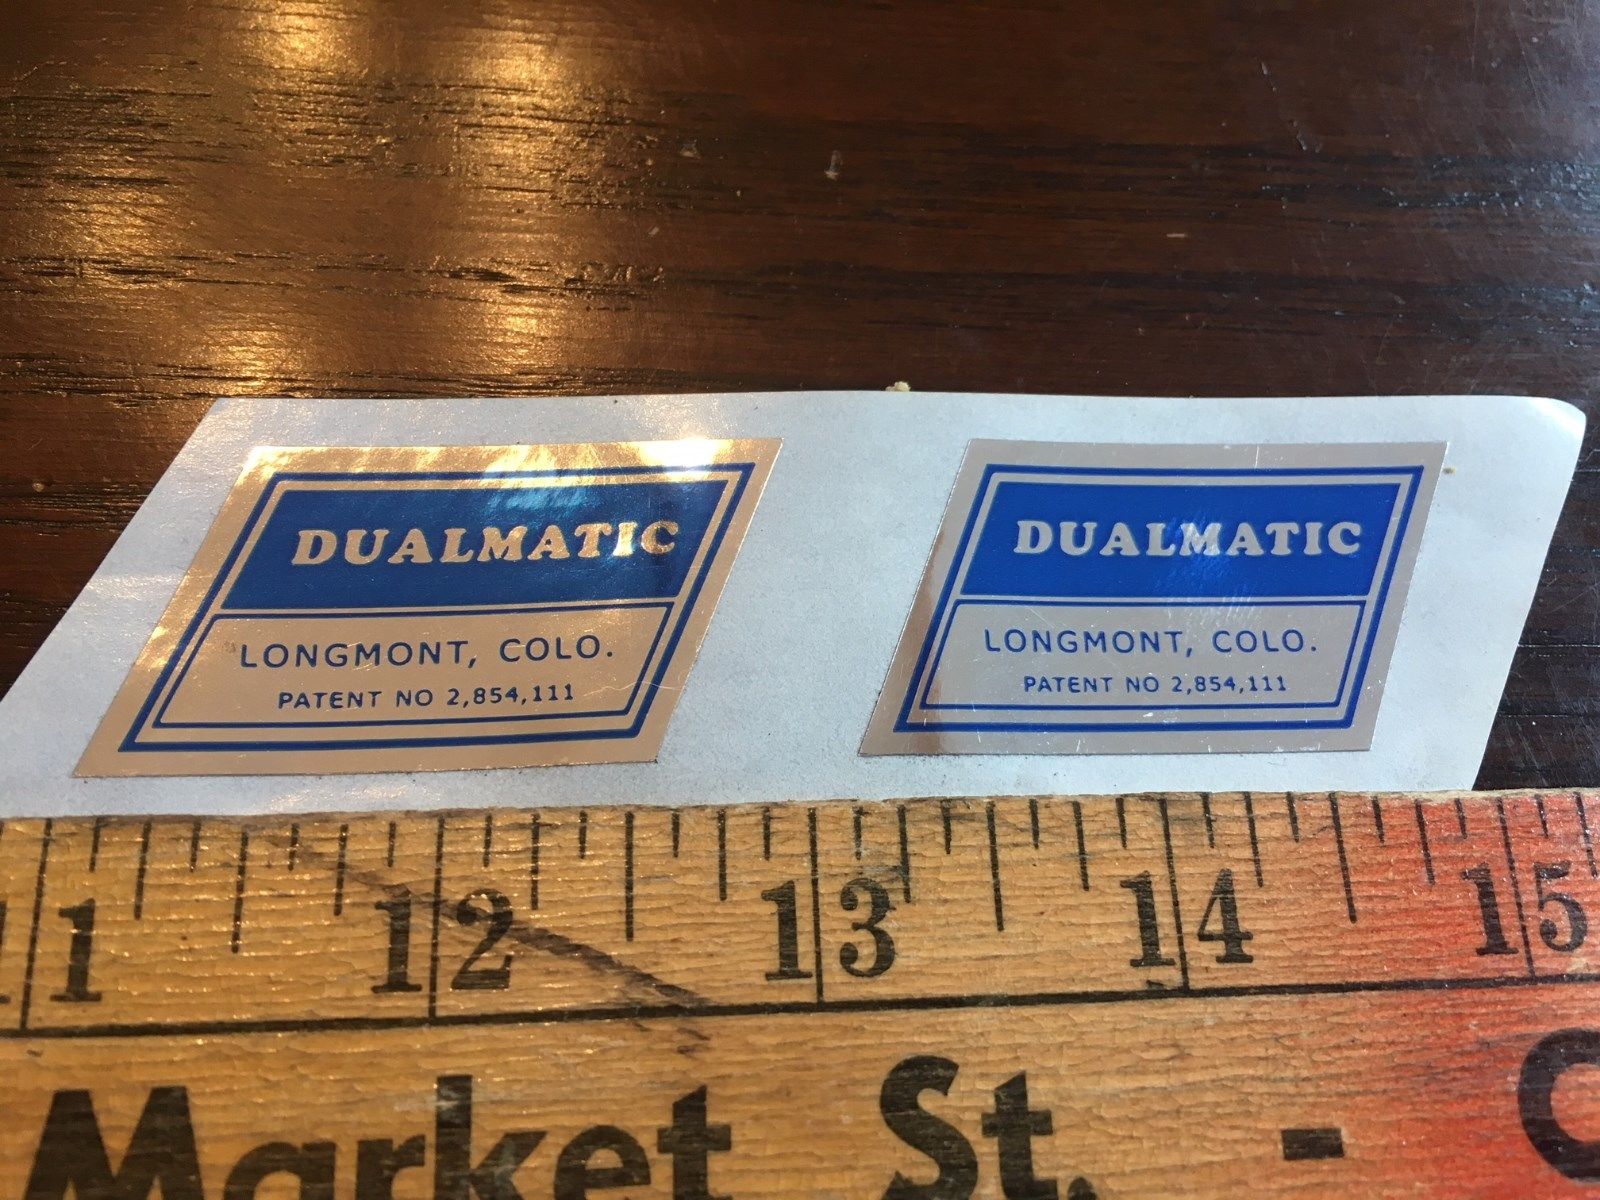 DUALMATIC
LONGMONT, COLO.
PATENT NO 2,854,111
DUALMATIC
LONGMONT, COLO.
PATENT NO 2,854,111
11 12 13 14 15
Market St. -